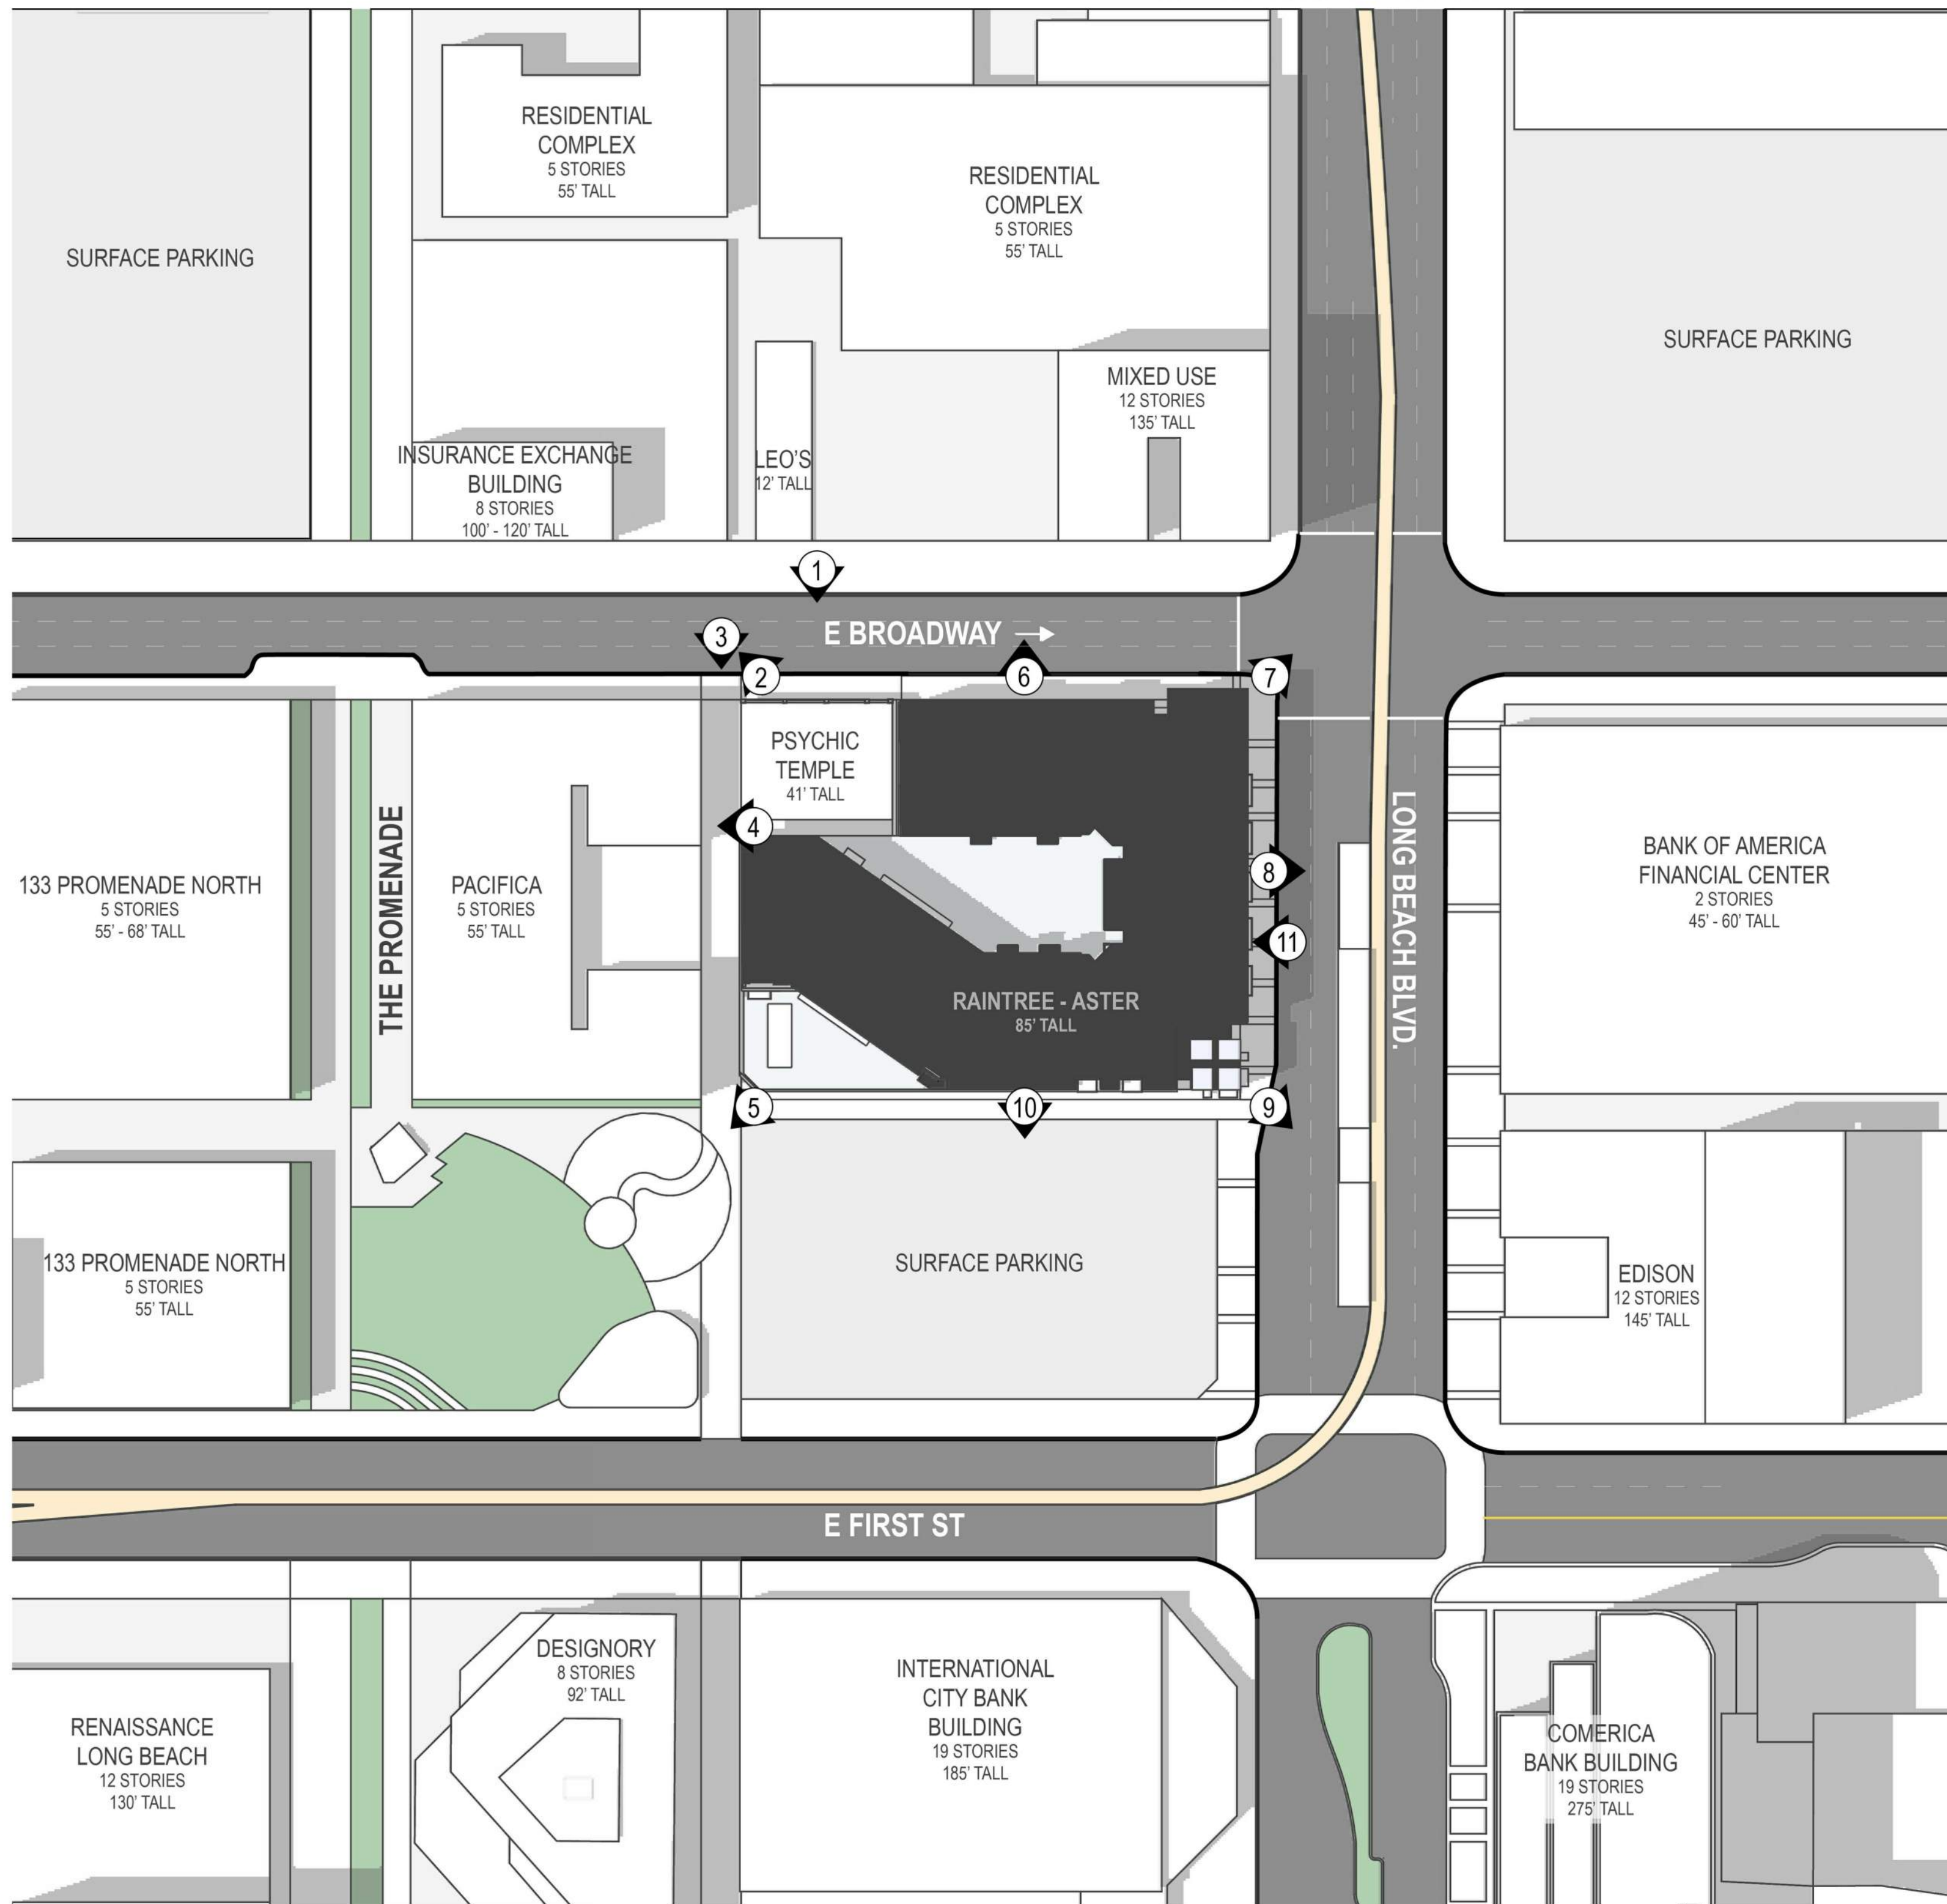 RESIDENTIAL
COMPLEX
5 STORIES
55' TALL
RESIDENTIAL
COMPLEX
5 STORIES
55' TALL
SURFACE PARKING
SURFACE PARKING
MIXED USE
12 STORIES
135' TALL
INSURANCE EXCHANGE
BUILDING
8 STORIES
100' - 120' TALL
LEO'S
12' TALL
1
3
E BROADWAY →
2
6
7
PSYCHIC
TEMPLE
41' TALL
4
133 PROMENADE NORTH
5 STORIES
55' - 68' TALL
THE PROMENADE
PACIFICA
5 STORIES
55' TALL
8
11
LONG BEACH BLVD.
BANK OF AMERICA
FINANCIAL CENTER
2 STORIES
45' - 60' TALL
RAINTREE - ASTER
85' TALL
5
10
9
133 PROMENADE NORTH
5 STORIES
55' TALL
SURFACE PARKING
EDISON
12 STORIES
145' TALL
E FIRST ST
DESIGNORY
8 STORIES
92' TALL
INTERNATIONAL
CITY BANK
BUILDING
19 STORIES
185' TALL
RENAISSANCE
LONG BEACH
12 STORIES
130' TALL
COMERICA
BANK BUILDING
19 STORIES
275' TALL